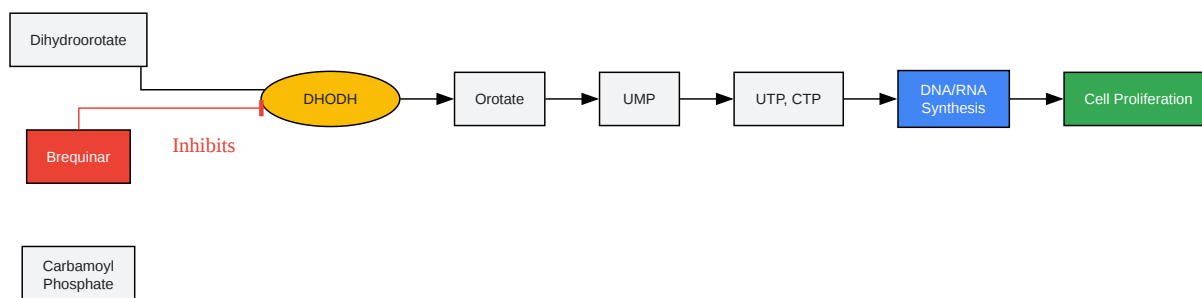 Dihydroorotate
DHODH
Orotate
UMP
UTP, CTP
DNA/RNA
Synthesis
Cell Proliferation
Brequinar
Inhibits
Carbamoyl
Phosphate